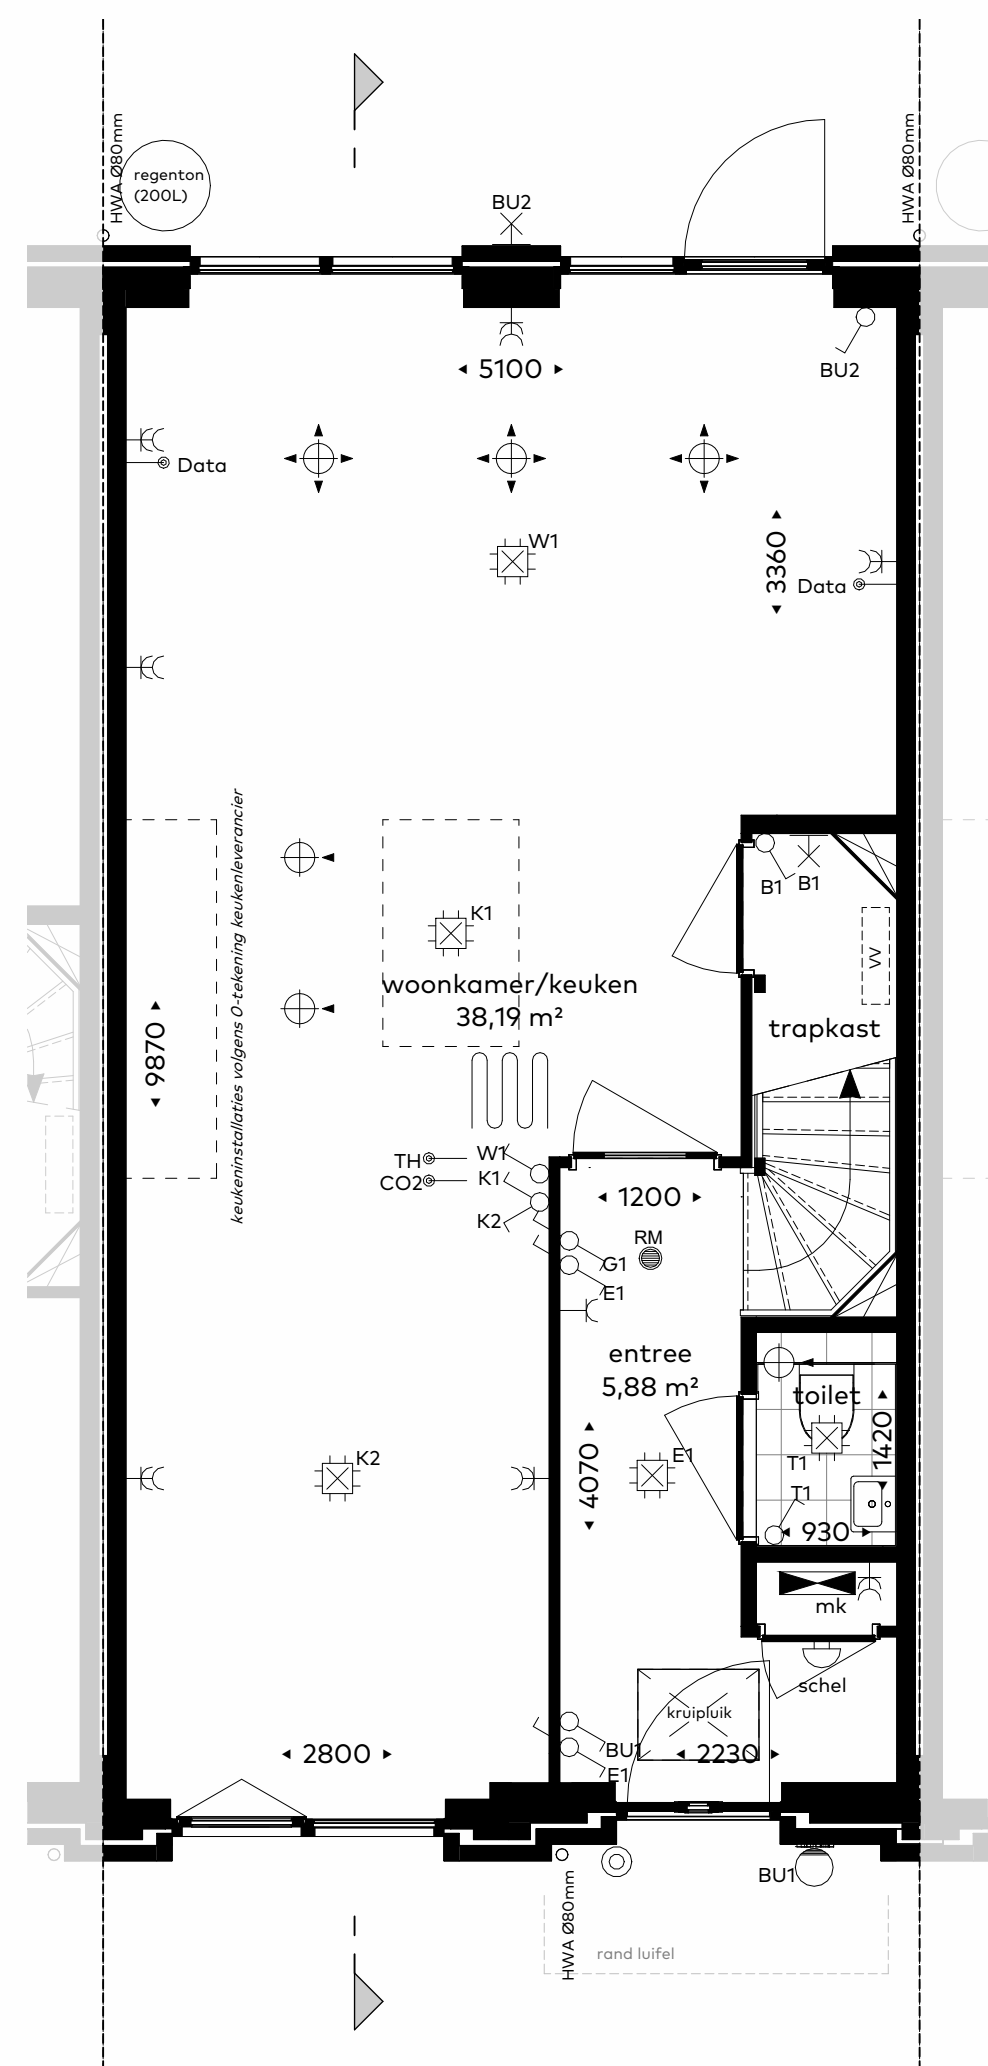 HWA Ø80mm
HWA Ø80mm
regenton
(200L)
BU2
5100
BU2
Data
W1
3360
Data
keukeninstallaties volgens 0-tekening keukenleverancier
B1
B1
K1
VV
woonkamer/keuken
38,19 m²
trapkast
9870
TH
W1
CO2
K1
1200
K2
RM
G1
E1
entree
5,88 m²
toilet
1420
K2
E1
T1
4070
T1
930
mk
schel
kruipluik
BU1
2800
2230
E1
BU1
HWA Ø80mm
rand luifel